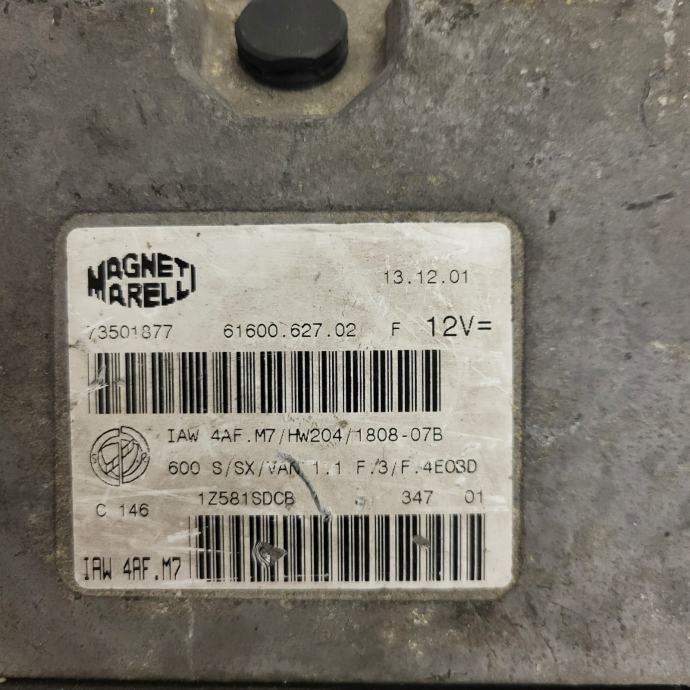 MAGNETI
MARELLI
13.12.01
73501877 61600.627.02 F 12V=
IAW 4AF.M7/HW204/1808-07B
600 S/SX/VAN 1.1 F.3/F.4E03D
C 146 1Z581SDCB 347 01
IAW 4AF.M7